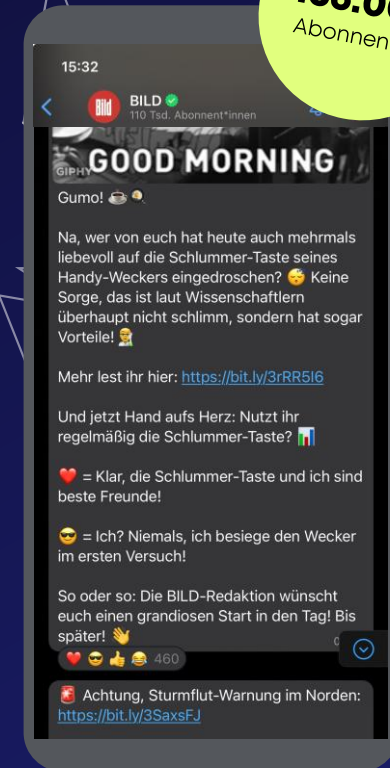 Abonnen
15:32
Bild
BILD
110 Tsd. Abonnent*innen
GIPHY
GOOD MORNING
Gumo! ☕🍳
Na, wer von euch hat heute auch mehrmals
liebevoll auf die Schlummer-Taste seines
Handy-Weckers eingedroschen? 😴 Keine
Sorge, das ist laut Wissenschaftlern
überhaupt nicht schlimm, sondern hat sogar
Vorteile! 👨‍🔬
Mehr lest ihr hier: https://bit.ly/3rRR5I6
Und jetzt Hand aufs Herz: Nutzt ihr
regelmäßig die Schlummer-Taste? 📊
❤️ = Klar, die Schlummer-Taste und ich sind
beste Freunde!
😎 = Ich? Niemals, ich besiege den Wecker
im ersten Versuch!
So oder so: Die BILD-Redaktion wünscht
euch einen grandiosen Start in den Tag! Bis
später! 👋
❤️ 😎 👍 😂 460
🚨 Achtung, Sturmflut-Warnung im Norden:
https://bit.ly/3SaxsFJ